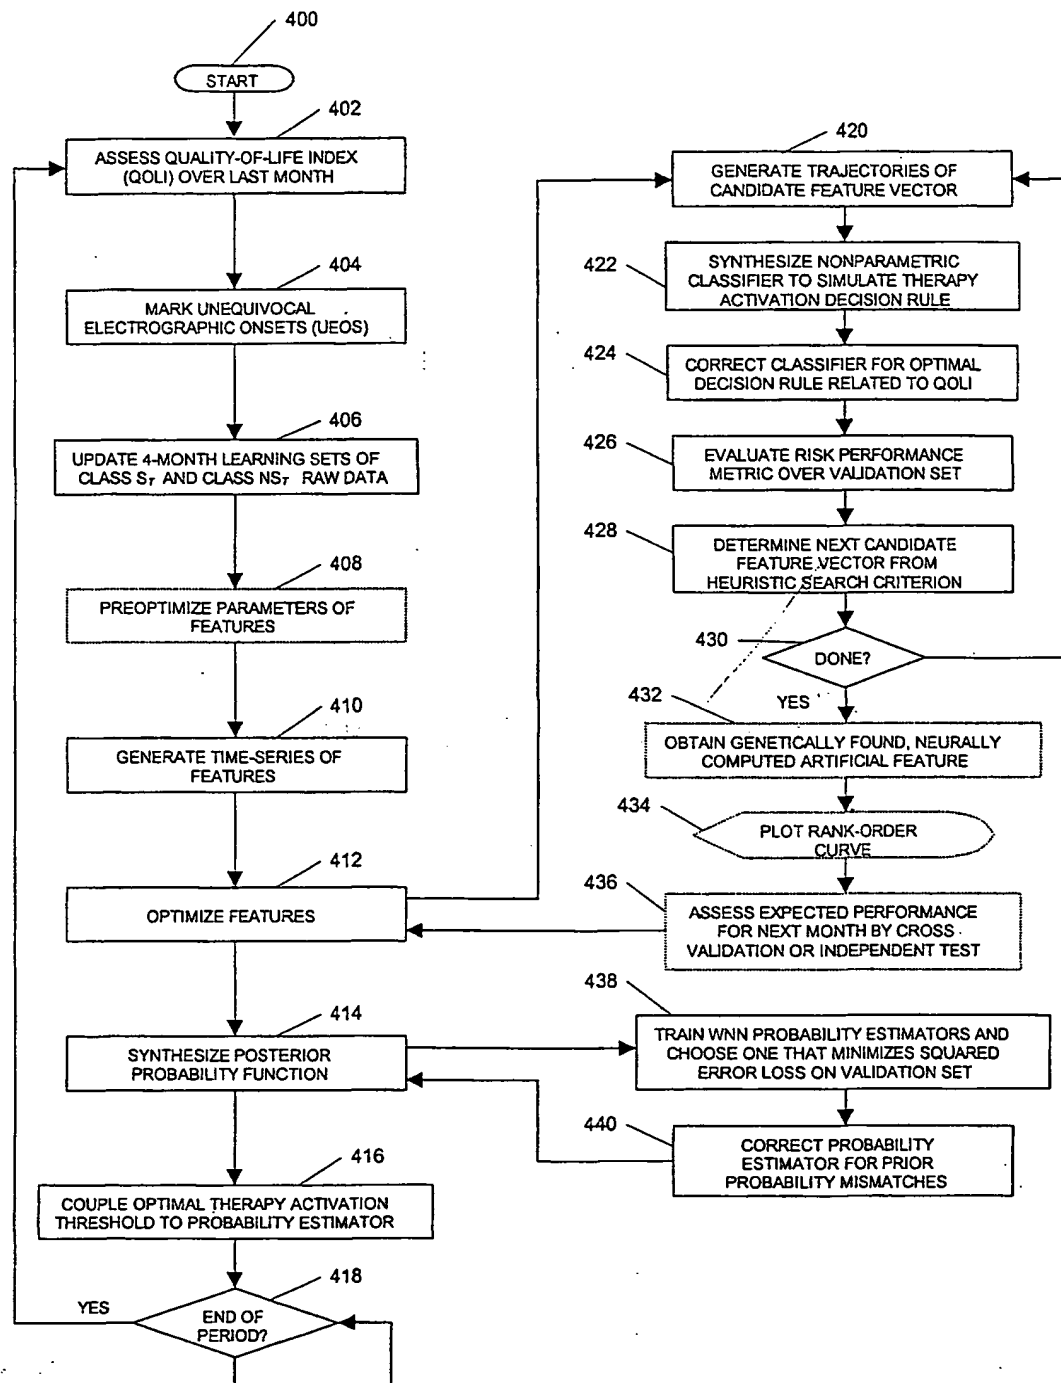 400
START
402
ASSESS QUALITY-OF-LIFE INDEX
(QOLI) OVER LAST MONTH
404
MARK UNEQUIVOCAL
ELECTROGRAPHIC ONSETS (UEOS)
406
UPDATE 4-MONTH LEARNING SETS OF
CLASS ST AND CLASS NST RAW DATA
408
PREOPTIMIZE PARAMETERS OF
FEATURES
410
GENERATE TIME-SERIES OF
FEATURES
412
OPTIMIZE FEATURES
414
SYNTHESIZE POSTERIOR
PROBABILITY FUNCTION
416
COUPLE OPTIMAL THERAPY ACTIVATION
THRESHOLD TO PROBABILITY ESTIMATOR
418
YES
END OF
PERIOD?
420
GENERATE TRAJECTORIES OF
CANDIDATE FEATURE VECTOR
422
SYNTHESIZE NONPARAMETRIC
CLASSIFIER TO SIMULATE THERAPY
ACTIVATION DECISION RULE
424
CORRECT CLASSIFIER FOR OPTIMAL
DECISION RULE RELATED TO QOLI
426
EVALUATE RISK PERFORMANCE
METRIC OVER VALIDATION SET
428
DETERMINE NEXT CANDIDATE
FEATURE VECTOR FROM
HEURISTIC SEARCH CRITERION
430
DONE?
YES
432
OBTAIN GENETICALLY FOUND, NEURALLY
COMPUTED ARTIFICIAL FEATURE
434
PLOT RANK-ORDER
CURVE
436
ASSESS EXPECTED PERFORMANCE
FOR NEXT MONTH BY CROSS
VALIDATION OR INDEPENDENT TEST
438
TRAIN WNN PROBABILITY ESTIMATORS AND
CHOOSE ONE THAT MINIMIZES SQUARED
ERROR LOSS ON VALIDATION SET
440
CORRECT PROBABILITY
ESTIMATOR FOR PRIOR
PROBABILITY MISMATCHES